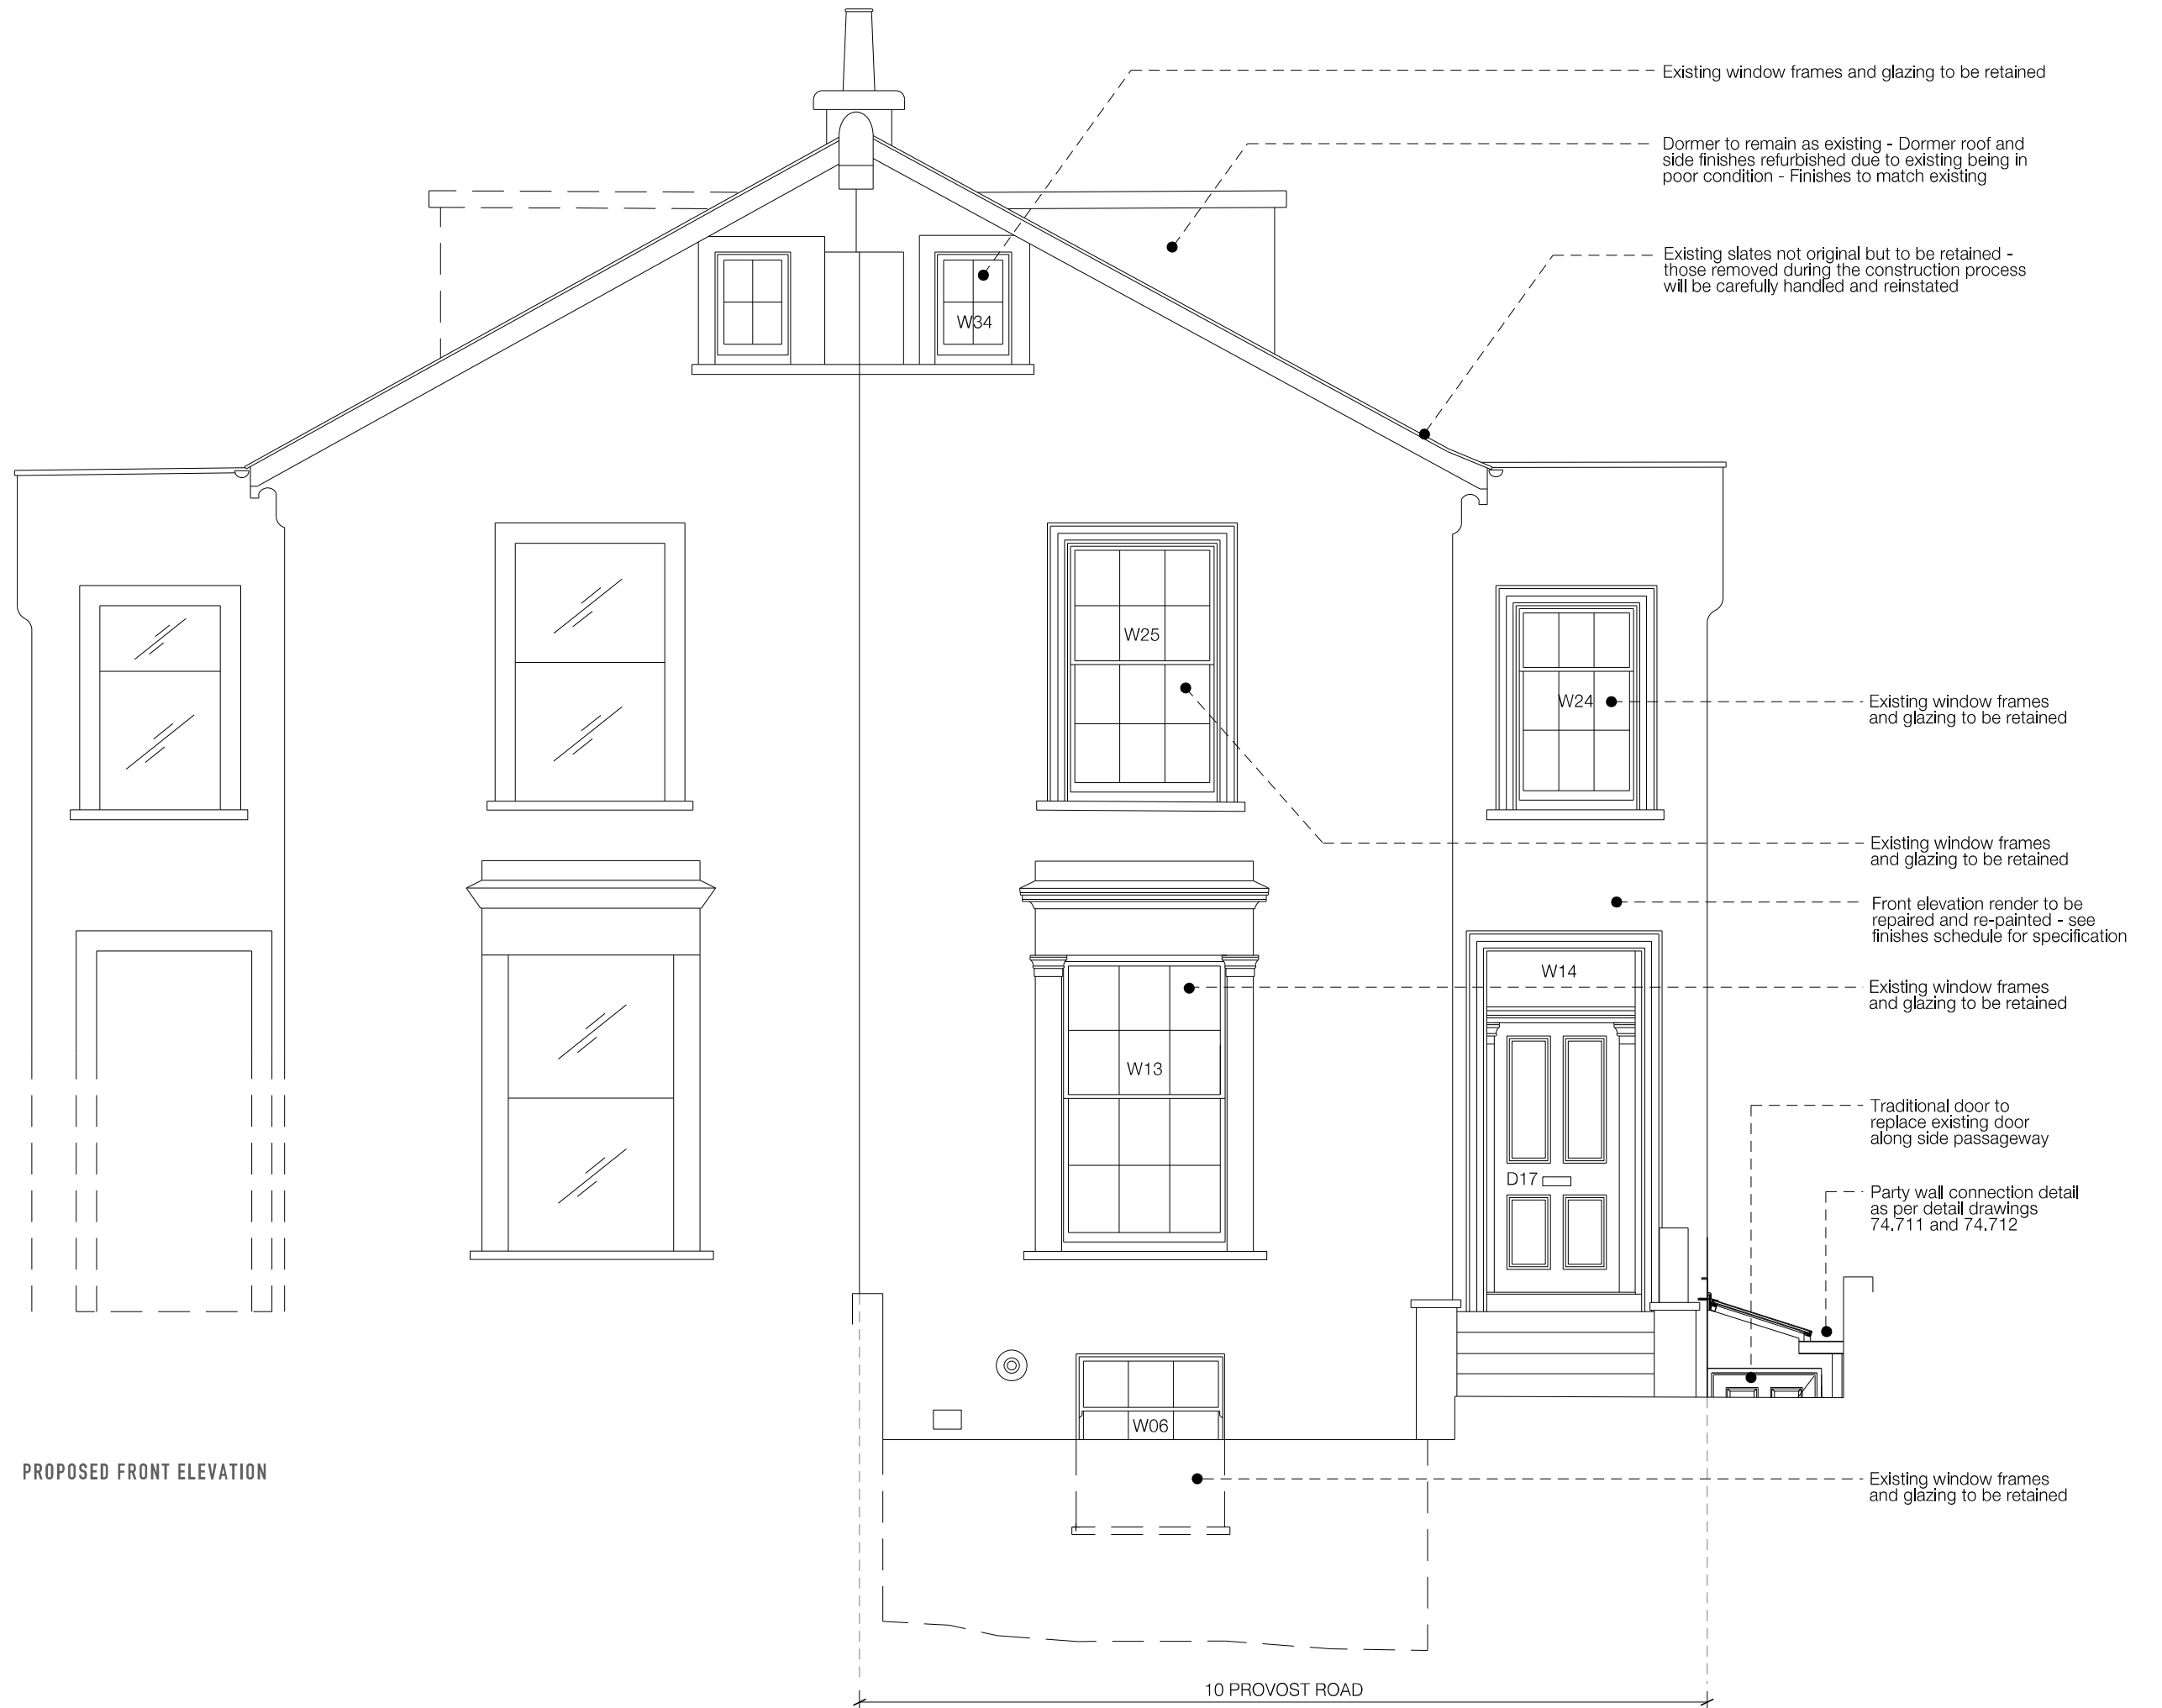 Existing window frames and glazing to be retained
Dormer to remain as existing - Dormer roof and
side finishes refurbished due to existing being in
poor condition - Finishes to match existing
Existing slates not original but to be retained -
those removed during the construction process
will be carefully handled and reinstated
W34
W25
W24
Existing window frames
and glazing to be retained
Existing window frames
and glazing to be retained
Front elevation render to be
repaired and re-painted - see
finishes schedule for specification
W14
Existing window frames
and glazing to be retained
W13
Traditional door to
replace existing door
along side passageway
D17
Party wall connection detail
as per detail drawings
74.711 and 74.712
W06
PROPOSED FRONT ELEVATION
Existing window frames
and glazing to be retained
10 PROVOST ROAD